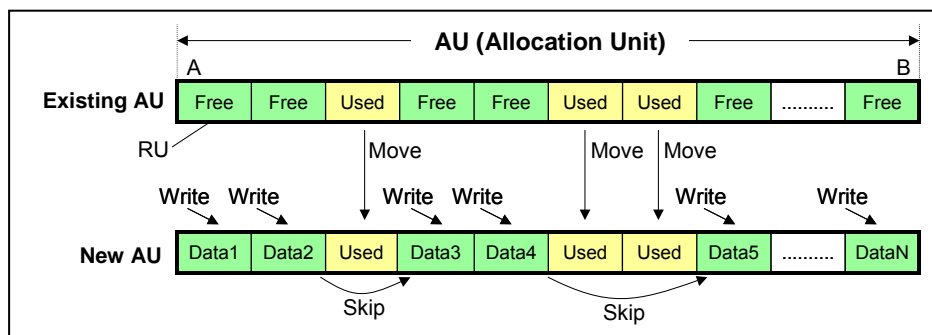 AU (Allocation Unit)
A B
Existing AU Free Free Used Free Free Used Used Free .......... Free
RU Move Move Move
Write Write Write Write Write Write
New AU Data1 Data2 Used Data3 Data4 Used Used Data5 .......... DataN
Skip Skip